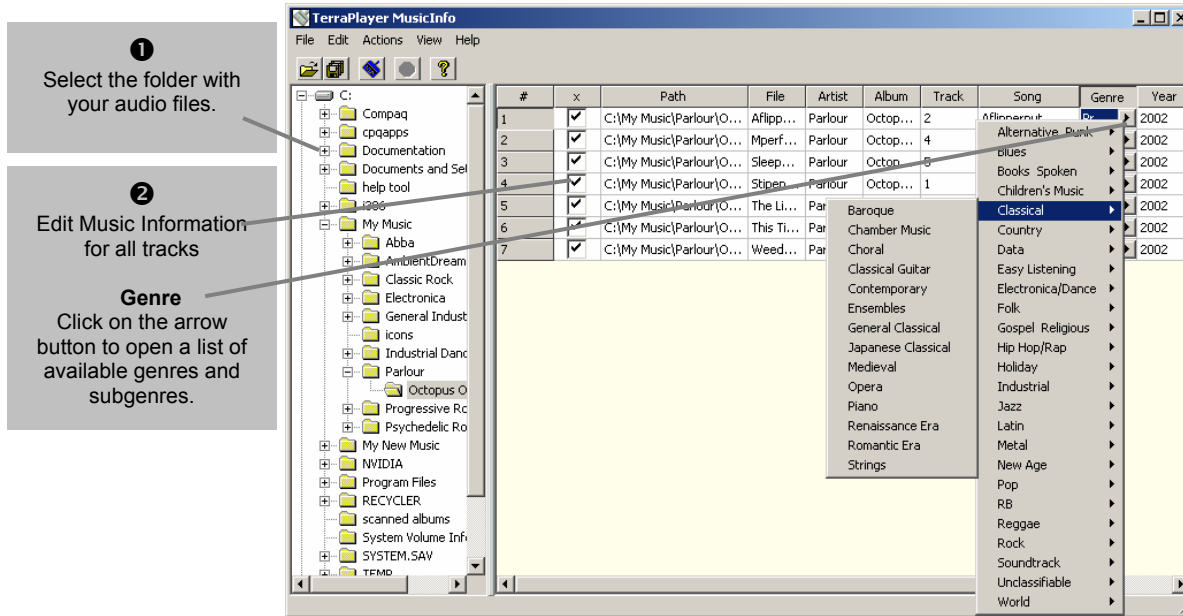 ❶
Select the folder with
your audio files.
❷
Edit Music Information
for all tracks
Genre
Click on the arrow
button to open a list of
available genres and
subgenres.
TerraPlayer MusicInfo
File Edit Actions View Help
C:
Compaq
cpqapps
Documentation
Documents and Set
help tool
i386
My Music
Abba
AmbientDream
Classic Rock
Electronica
General Indust
icons
Industrial Danc
Parlour
Octopus O
Progressive Ro
Psychedelic Ro
My New Music
NVIDIA
Program Files
RECYCLER
scanned albums
System Volume Info
SYSTEM.SAV
TEMP
# x Path File Artist Album Track Song Genre Year
1 C:\My Music\Parlour\O... Aflipp... Parlour Octop... 2 Aflippernut 2002
2 C:\My Music\Parlour\O... Mperf... Parlour Octop... 4 2002
3 C:\My Music\Parlour\O... Sleep... Parlour Octop... 5 2002
4 C:\My Music\Parlour\O... Stipen... Parlour Octop... 1 2002
5 C:\My Music\Parlour\O... The Li... Par 2002
6 C:\My Music\Parlour\O... This Ti... Par 2002
7 C:\My Music\Parlour\O... Weed... Par 2002
Baroque
Chamber Music
Choral
Classical Guitar
Contemporary
Ensembles
General Classical
Japanese Classical
Medieval
Opera
Piano
Renaissance Era
Romantic Era
Strings
Alternative Punk
Blues
Books Spoken
Children's Music
Classical
Country
Data
Easy Listening
Electronica/Dance
Folk
Gospel Religious
Hip Hop/Rap
Holiday
Industrial
Jazz
Latin
Metal
New Age
Pop
RB
Reggae
Rock
Soundtrack
Unclassifiable
World